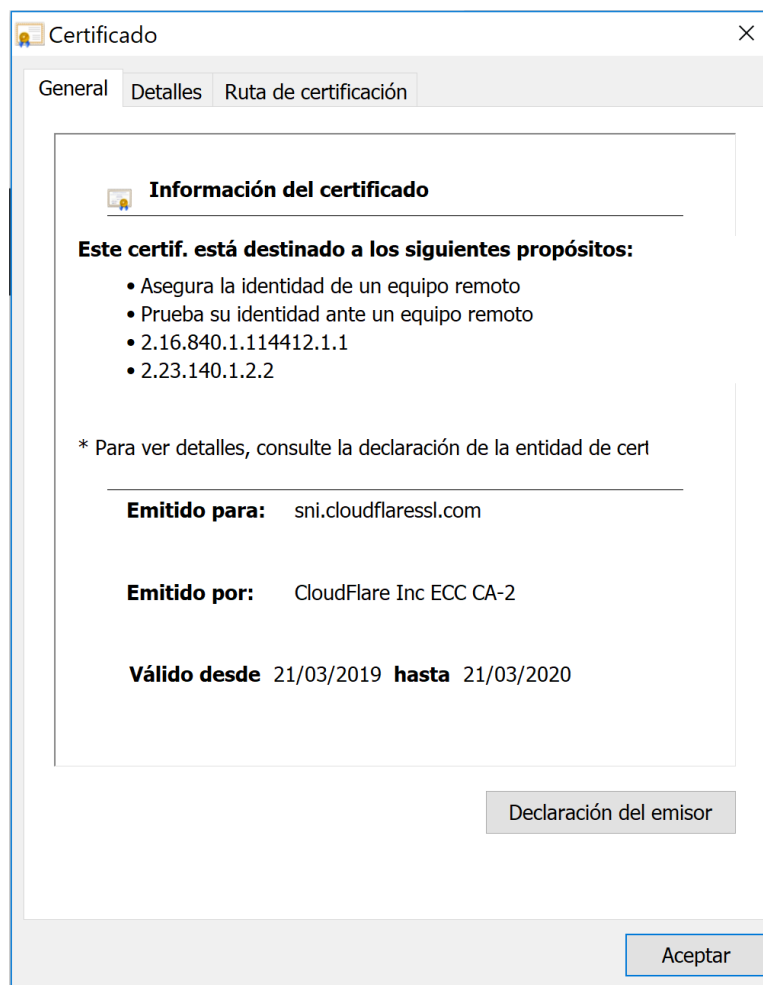 Certificado
General Detalles Ruta de certificación
Información del certificado
Este certif. está destinado a los siguientes propósitos:
• Asegura la identidad de un equipo remoto
• Prueba su identidad ante un equipo remoto
• 2.16.840.1.114412.1.1
• 2.23.140.1.2.2
* Para ver detalles, consulte la declaración de la entidad de cert
Emitido para: sni.cloudflaressl.com
Emitido por: CloudFlare Inc ECC CA-2
Válido desde 21/03/2019 hasta 21/03/2020
Declaración del emisor
Aceptar